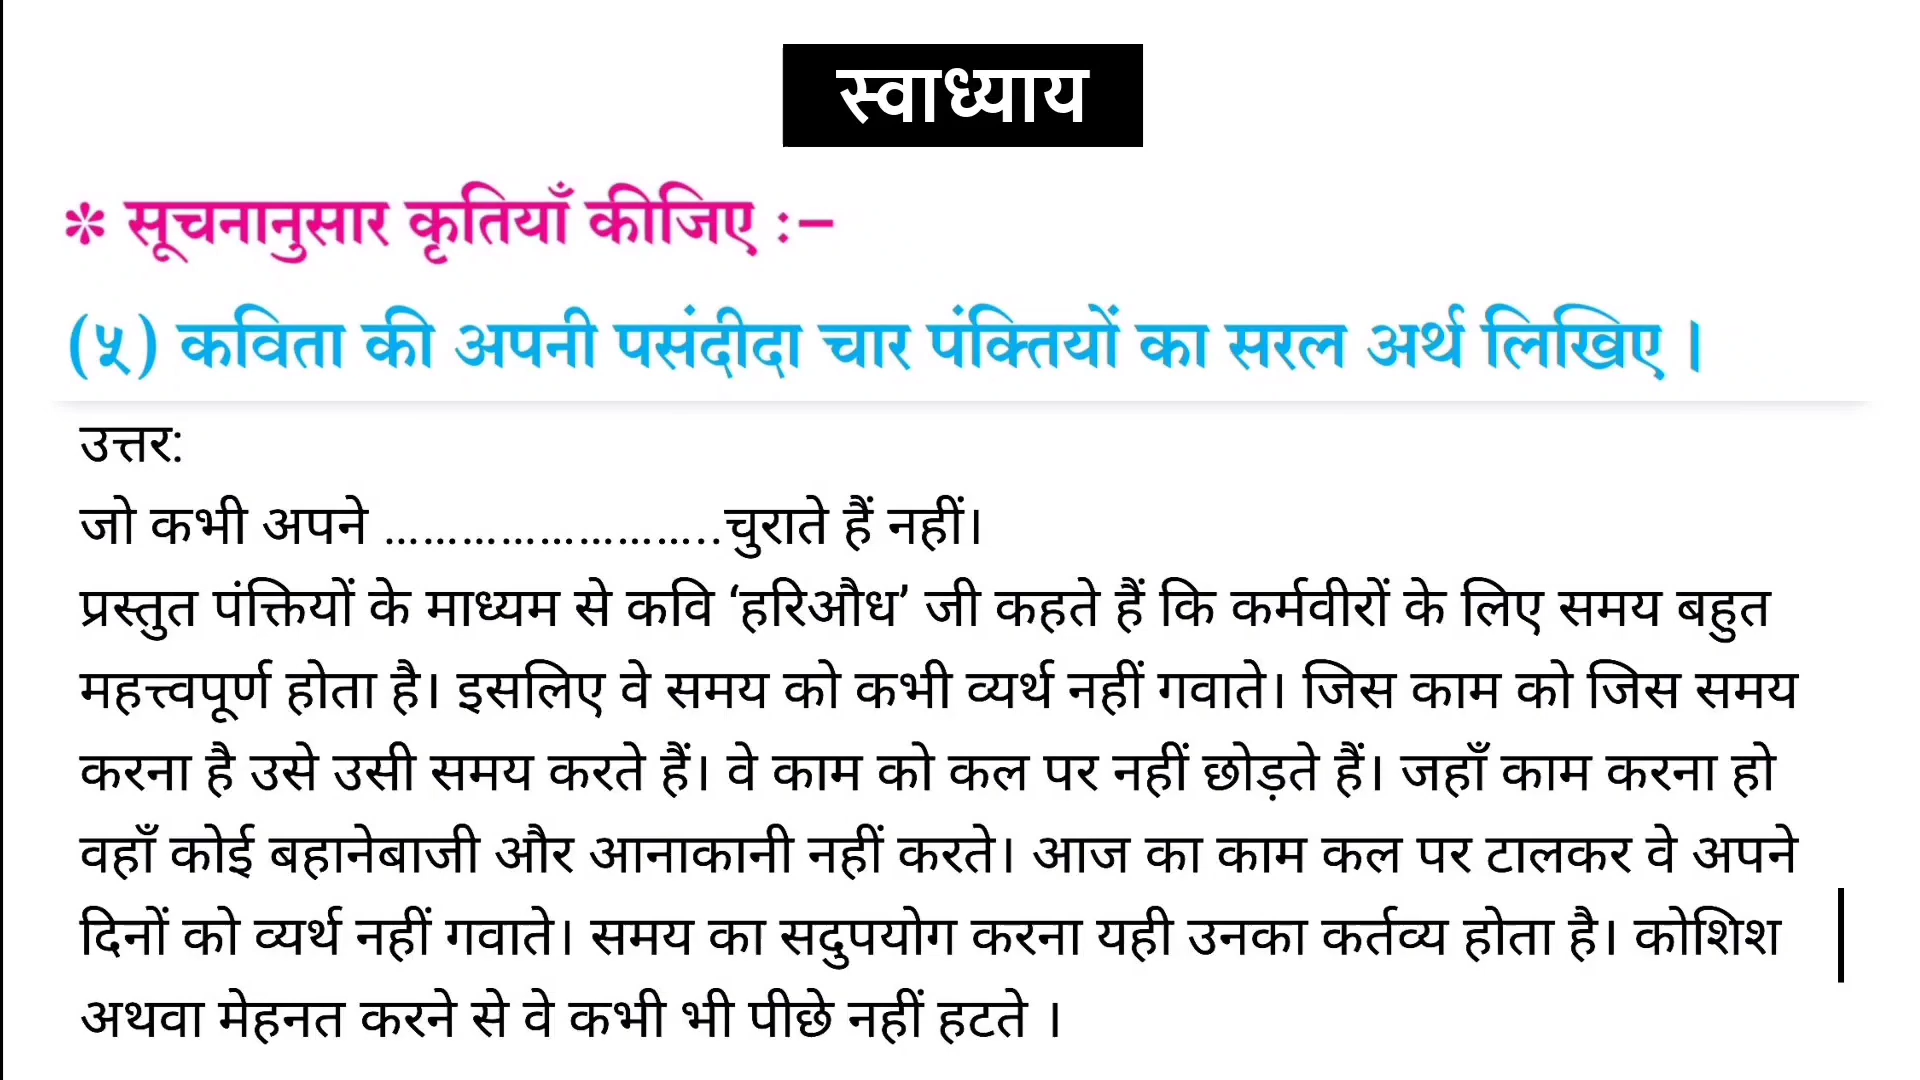 स्वाध्याय
* सूचनानुसार कृतियाँ कीजिए :–
(५) कविता की अपनी पसंदीदा चार पंक्तियों का सरल अर्थ लिखिए ।
उत्तर:
जो कभी अपने ……………………..चुराते हैं नहीं।
प्रस्तुत पंक्तियों के माध्यम से कवि ‘हरिऔध’ जी कहते हैं कि कर्मवीरों के लिए समय बहुत
महत्त्वपूर्ण होता है। इसलिए वे समय को कभी व्यर्थ नहीं गवाते। जिस काम को जिस समय
करना है उसे उसी समय करते हैं। वे काम को कल पर नहीं छोड़ते हैं। जहाँ काम करना हो
वहाँ कोई बहानेबाजी और आनाकानी नहीं करते। आज का काम कल पर टालकर वे अपने
दिनों को व्यर्थ नहीं गवाते। समय का सदुपयोग करना यही उनका कर्तव्य होता है। कोशिश
अथवा मेहनत करने से वे कभी भी पीछे नहीं हटते ।